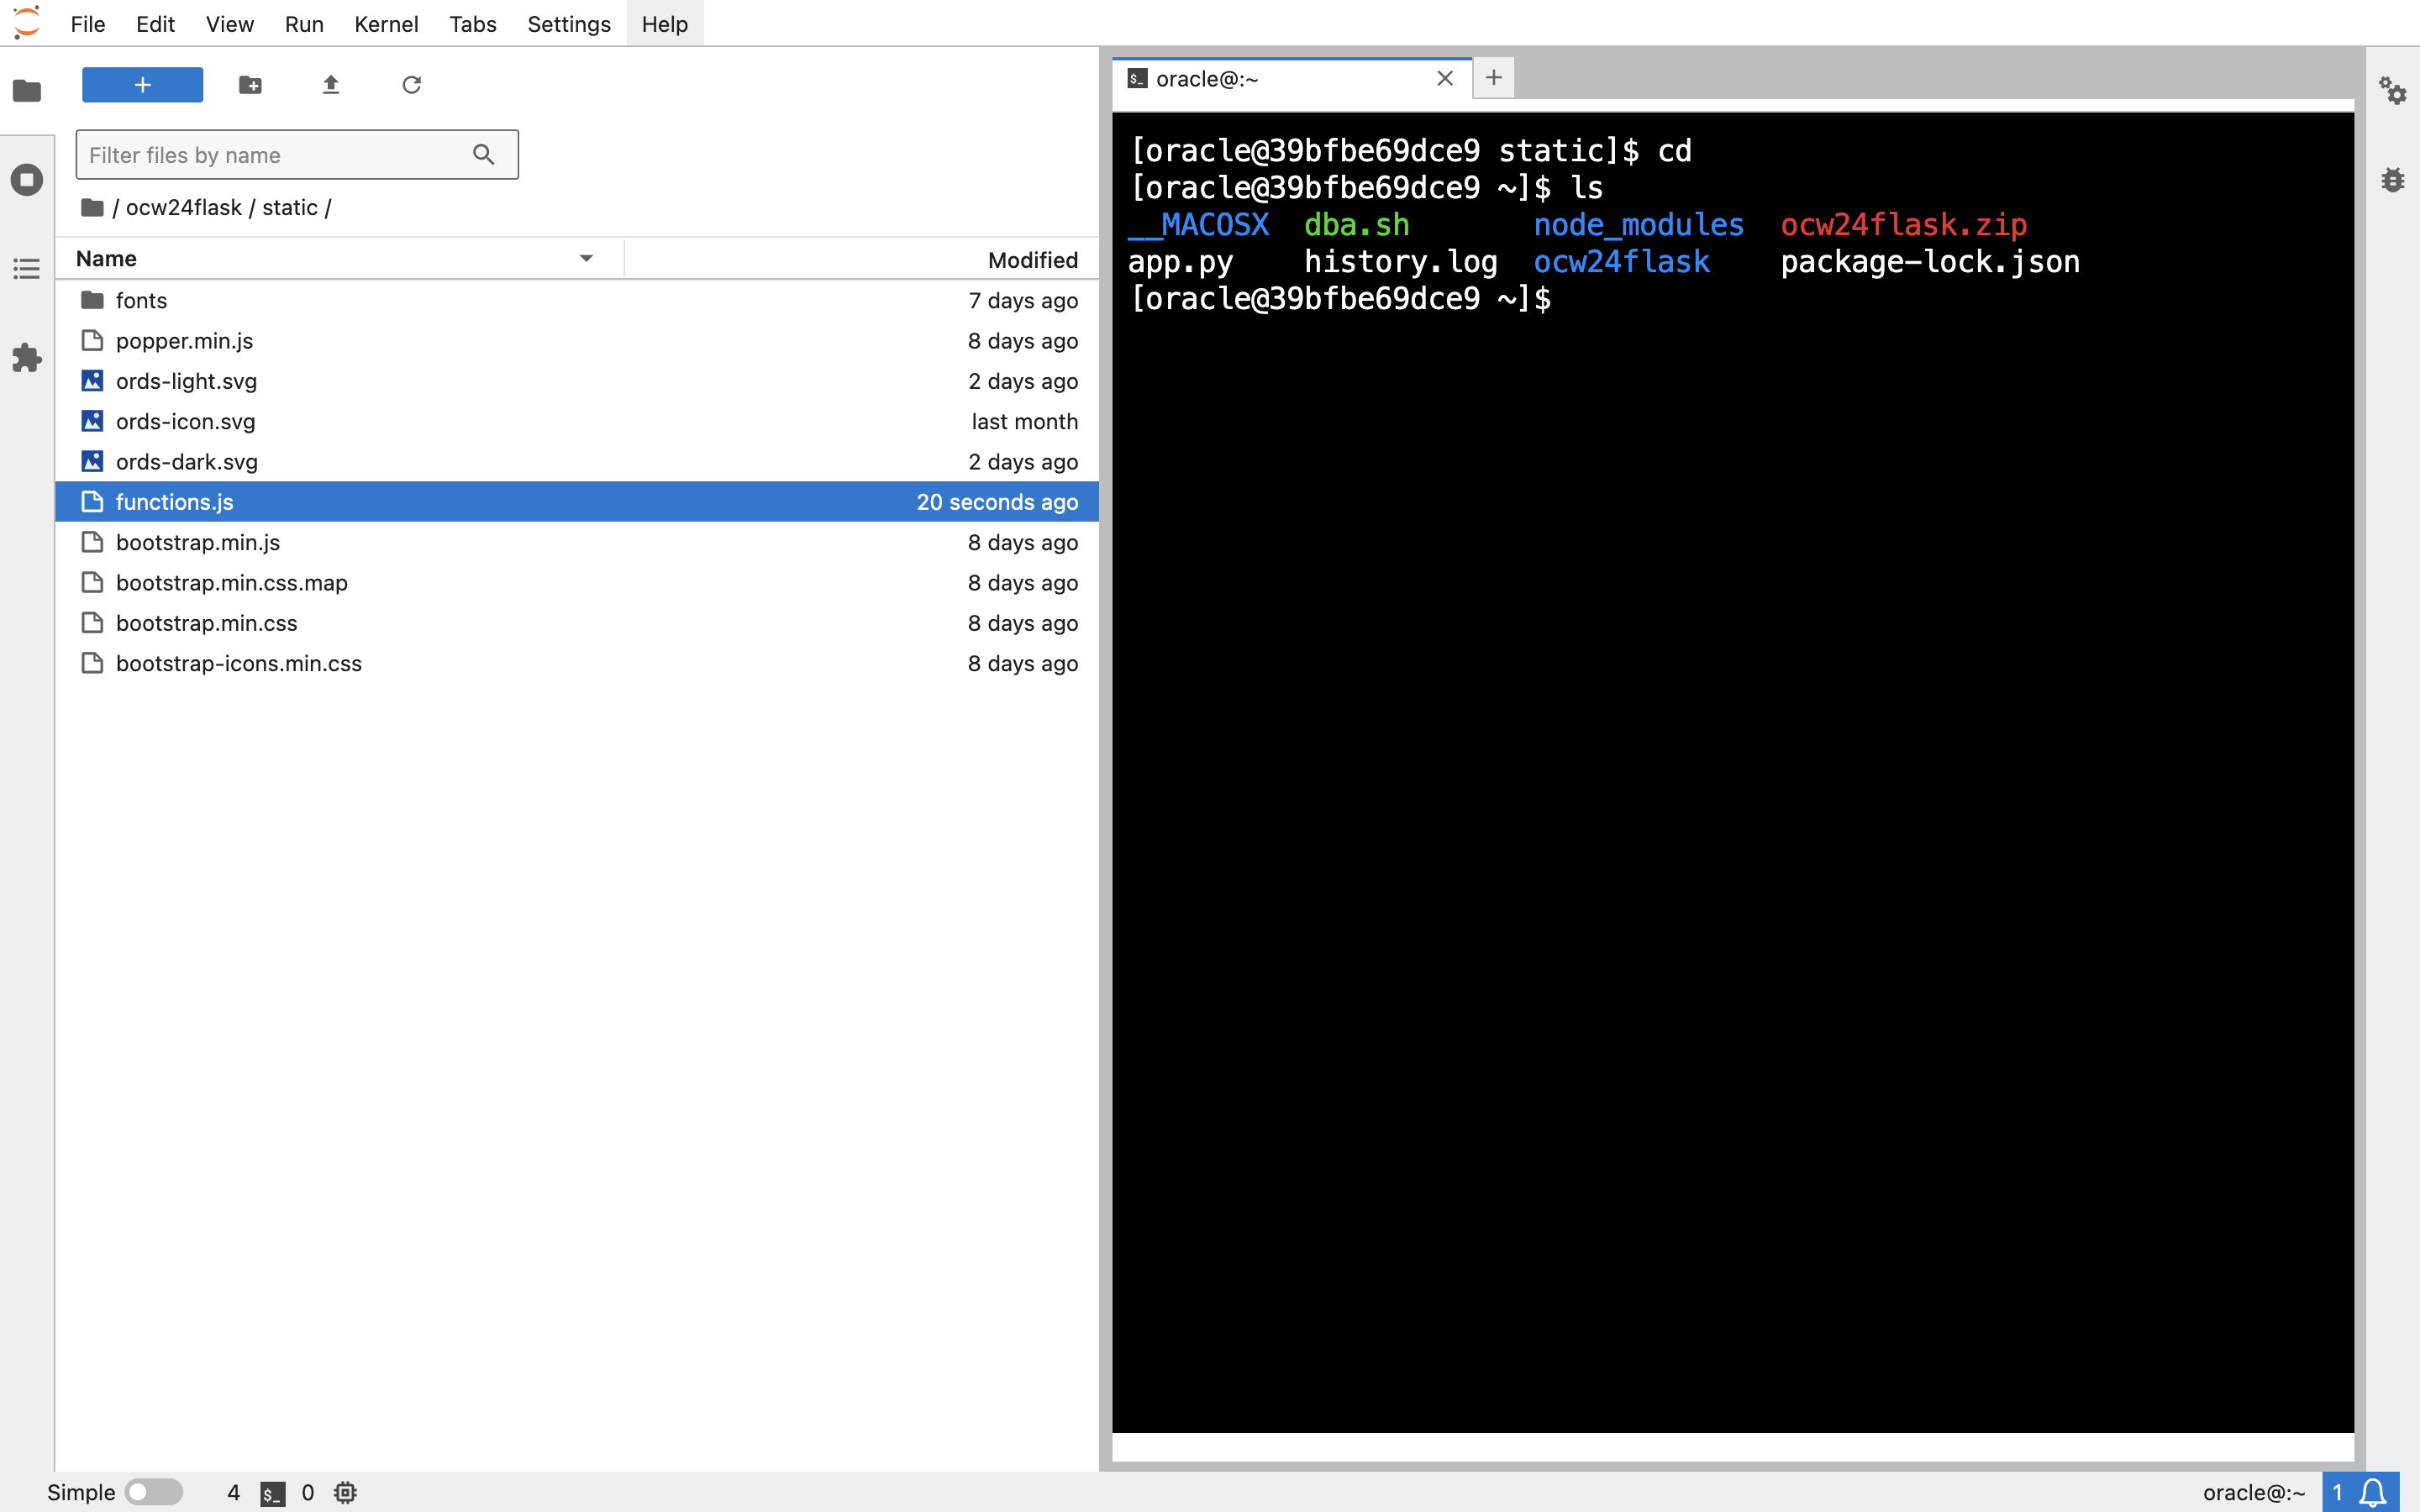 File Edit View Run Kernel Tabs Settings Help
+
Filter files by name
/ ocw24flask / static /
Name Modified
fonts 7 days ago
popper.min.js 8 days ago
ords-light.svg 2 days ago
ords-icon.svg last month
ords-dark.svg 2 days ago
functions.js 20 seconds ago
bootstrap.min.js 8 days ago
bootstrap.min.css.map 8 days ago
bootstrap.min.css 8 days ago
bootstrap-icons.min.css 8 days ago
$_ oracle@:~ +
[oracle@39bfbe69dce9 static]$ cd
[oracle@39bfbe69dce9 ~]$ ls
__MACOSX dba.sh node_modules ocw24flask.zip
app.py history.log ocw24flask package-lock.json
[oracle@39bfbe69dce9 ~]$
Simple 4 $_ 0 oracle@:~ 1